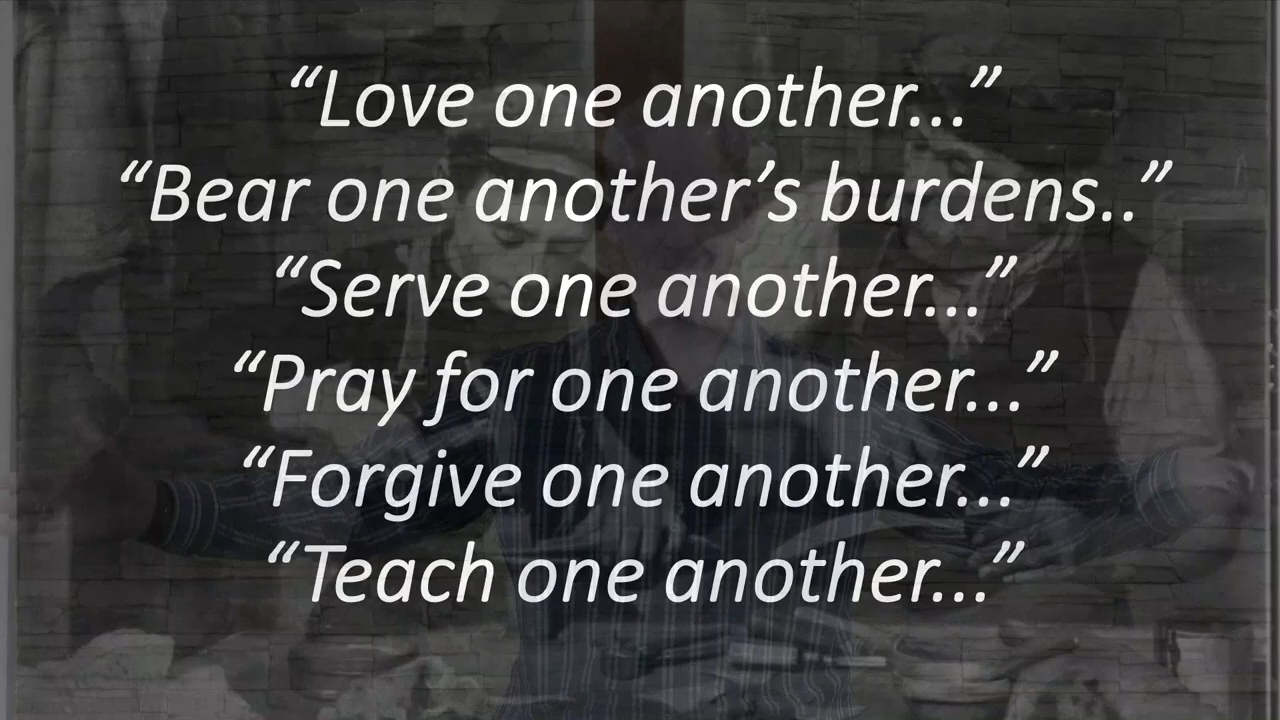 “Love one another...”
“Bear one another’s burdens..”
“Serve one another...”
“Pray for one another...”
“Forgive one another...”
“Teach one another...”